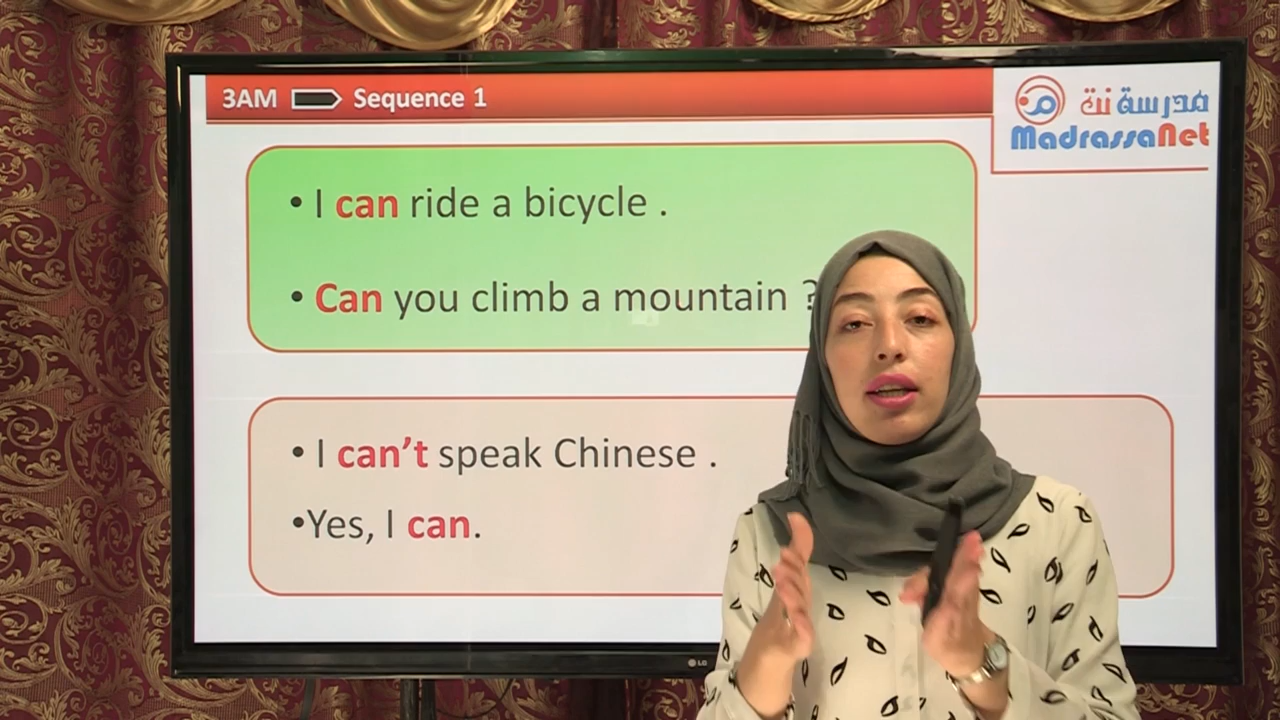 3AM Sequence 1
مدرسة نت
MadrassaNet
• I can ride a bicycle .
• Can you climb a mountain ?
• I can't speak Chinese .
•Yes, I can.
LG